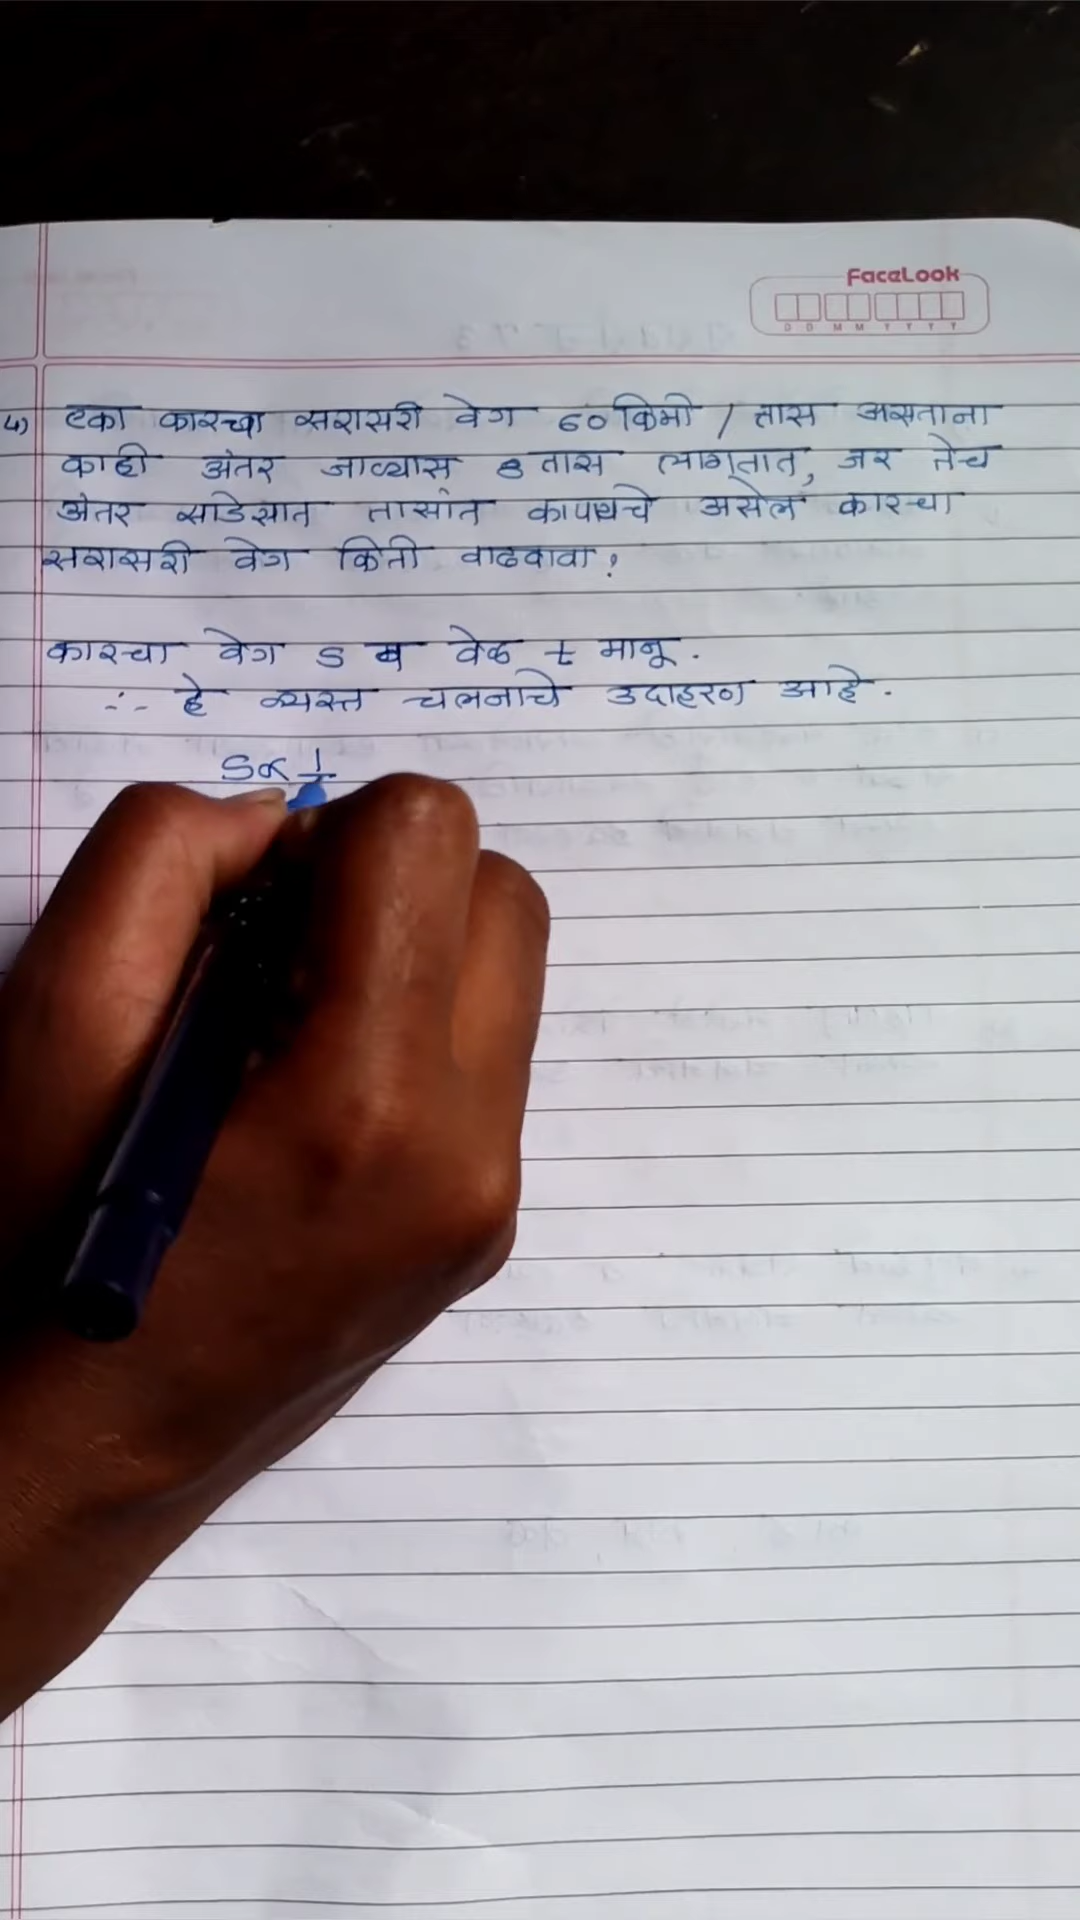 FaceLook
D D M M Y Y Y Y
५) एका कारचा सरासरी वेग 60 किमी / तास असताना
काही अंतर जाण्यास 8 तास लागतात, जर तेच
अंतर साडेसात तासांत कापायचे असेल कारचा
सरासरी वेग किती वाढवावा?
कारचा वेग S व वेळ t मानू.
∴ हे व्यस्त चलनाचे उदाहरण आहे.
S∝ 1